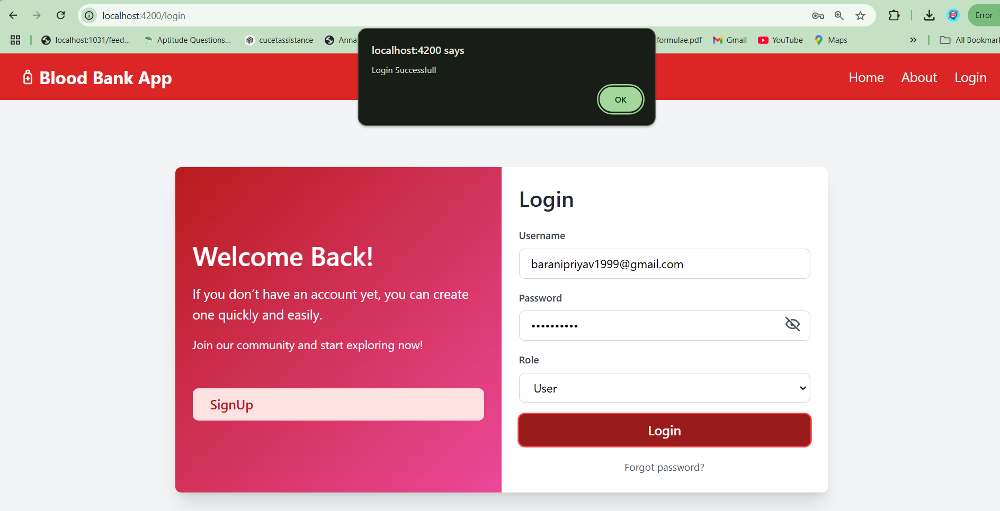 localhost:4200/login
Error
localhost:1031/feed...
Aptitude Questions...
cucetassistance
Anna
formulae.pdf
Gmail
YouTube
Maps
All Bookmar
localhost:4200 says
Login Successfull
OK
Blood Bank App
Home
About
Login
Welcome Back!
If you don’t have an account yet, you can create
one quickly and easily.
Join our community and start exploring now!
SignUp
Login
Username
baranipriyav1999@gmail.com
Password
Role
User
Login
Forgot password?